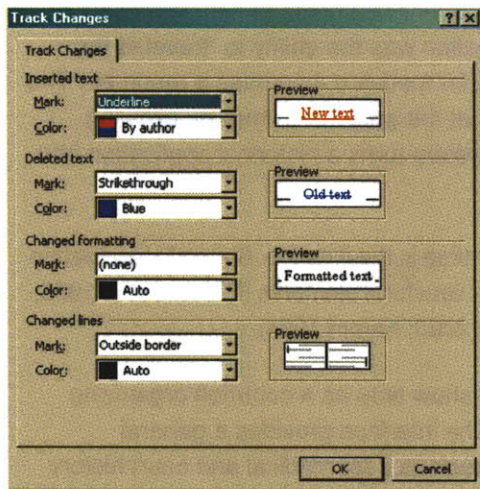 Track Changes ? X
Track Changes
Inserted text
Mark: Underline
Color: By author
Preview
New text
Deleted text
Mark: Strikethrough
Color: Blue
Preview
Old text
Changed formatting
Mark: (none)
Color: Auto
Preview
Formatted text
Changed lines
Mark: Outside border
Color: Auto
Preview
OK Cancel